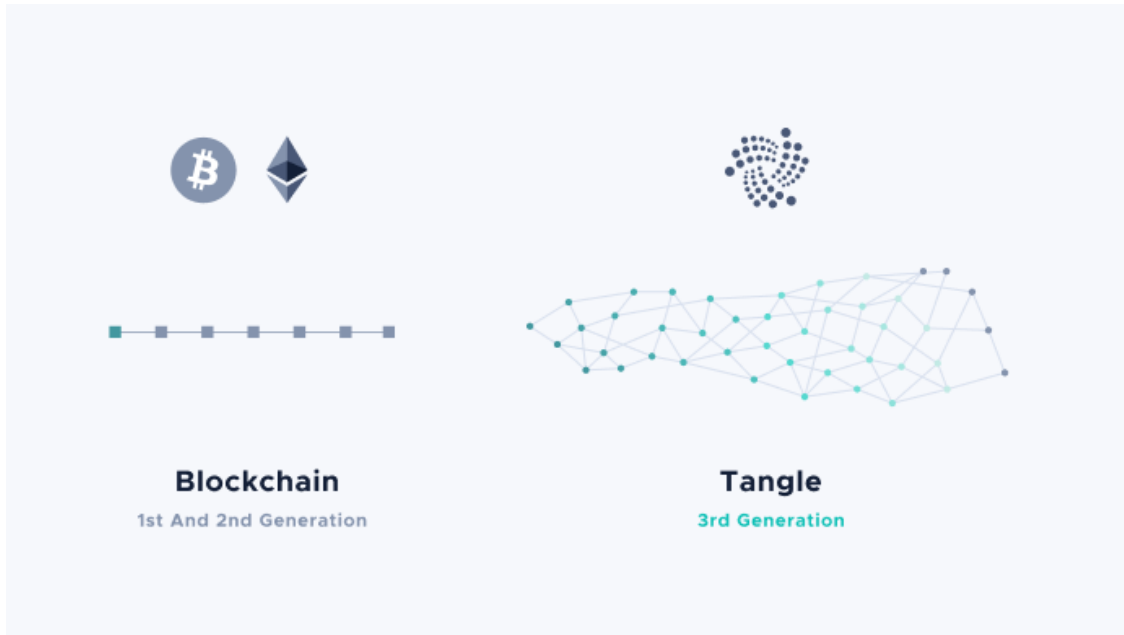 Blockchain
1st And 2nd Generation
Tangle
3rd Generation